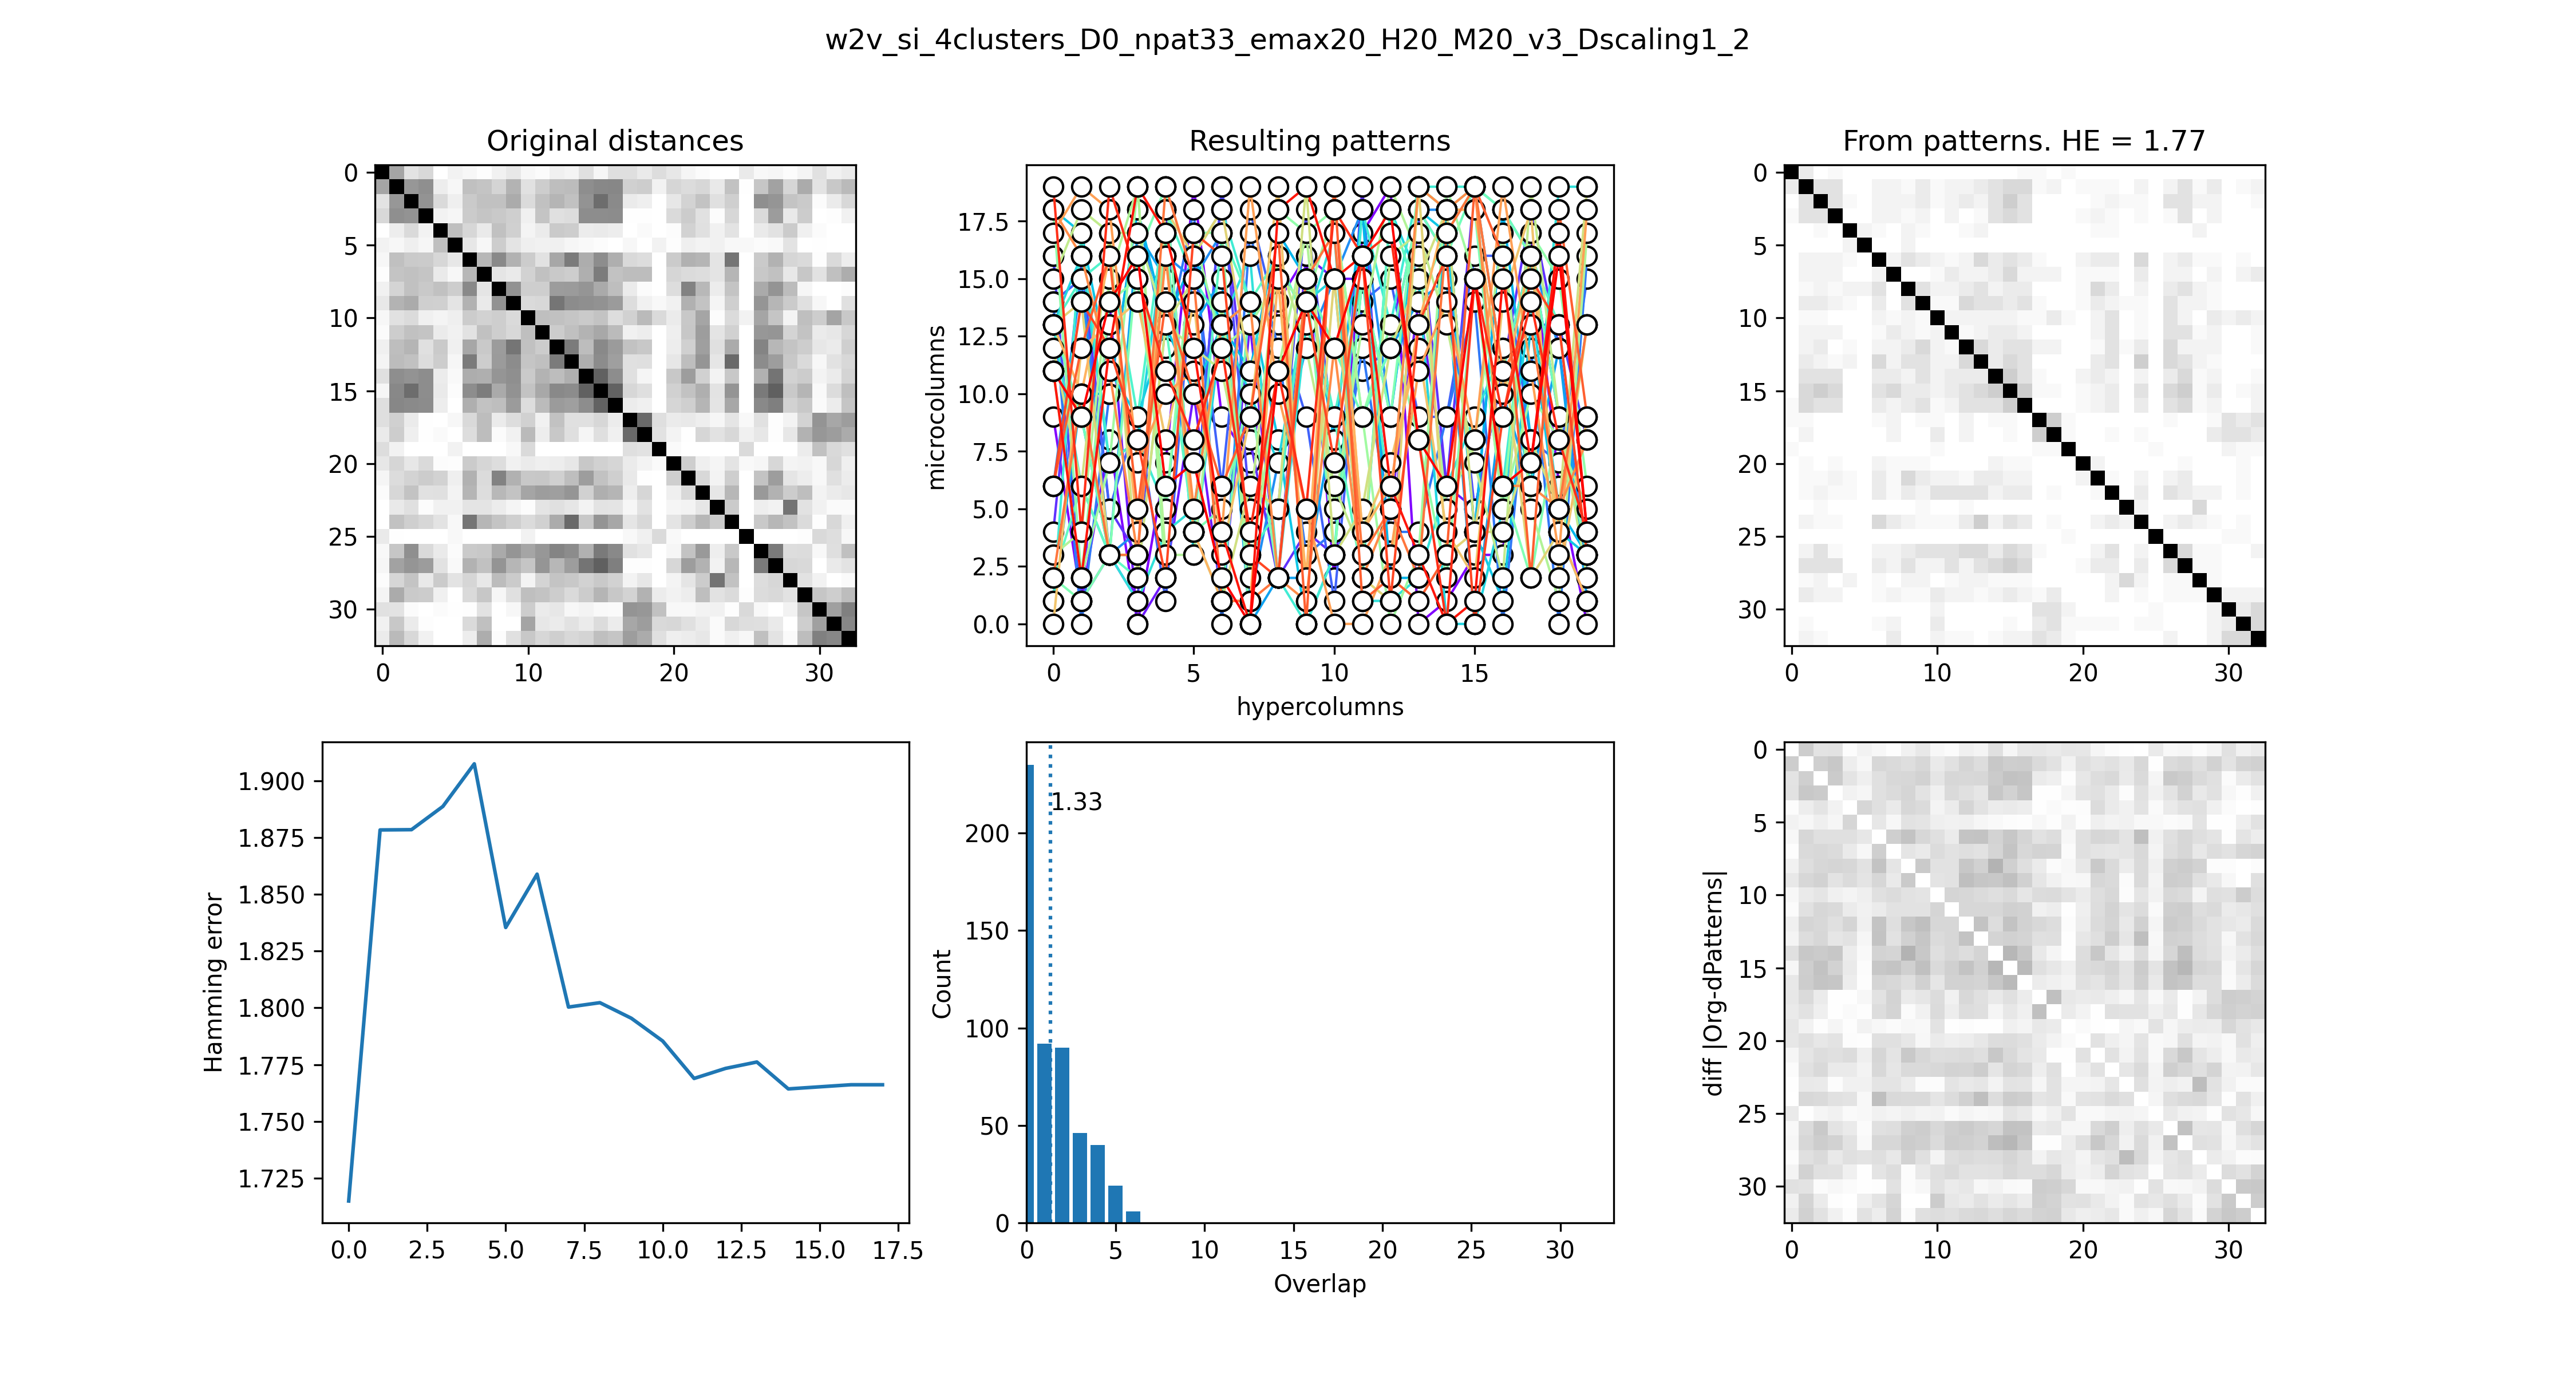 w2v_si_4clusters_D0_npat33_emax20_H20_M20_v3_Dscaling1_2
Original distances
0
5
10
15
20
25
30
0 10 20 30
Resulting patterns
microcolumns
17.5
15.0
12.5
10.0
7.5
5.0
2.5
0.0
0 5 10 15
hypercolumns
From patterns. HE = 1.77
0
5
10
15
20
25
30
0 10 20 30
Hamming error
1.900
1.875
1.850
1.825
1.800
1.775
1.750
1.725
0.0 2.5 5.0 7.5 10.0 12.5 15.0 17.5
Count
1.33
200
150
100
50
0
0 5 10 15 20 25 30
Overlap
diff |Org-dPatterns|
0
5
10
15
20
25
30
0 10 20 30